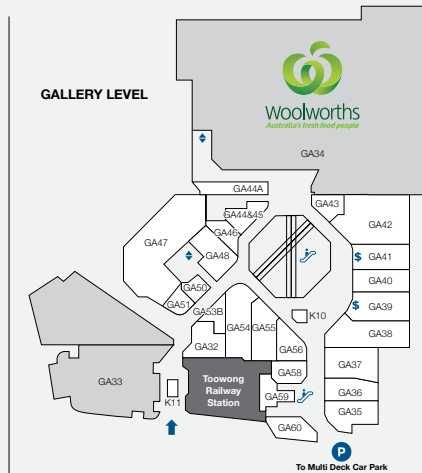 GALLERY LEVEL
Woolworths
Australia's fresh food people
GA34
GA44A
GA43
GA44&45
GA42
GA46
GA47
GA48
$ GA41
GA40
GA50
GA51
$ GA39
GA53B
K10
GA54
GA55
GA38
GA32
GA56
GA37
GA58
Toowong
Railway
Station
GA33
K11
GA59
GA36
GA35
GA60
P
To Multi Deck Car Park